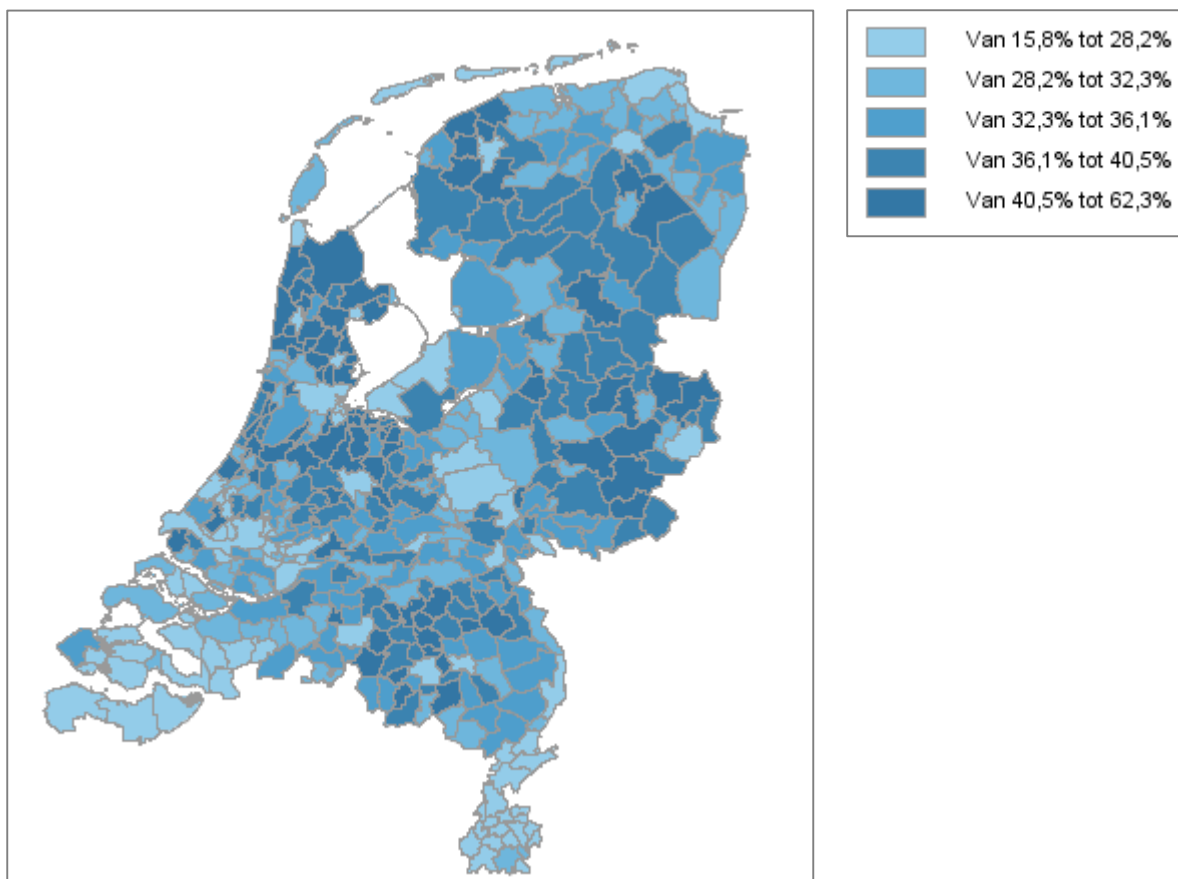 Van 15,8% tot 28,2%
Van 28,2% tot 32,3%
Van 32,3% tot 36,1%
Van 36,1% tot 40,5%
Van 40,5% tot 62,3%